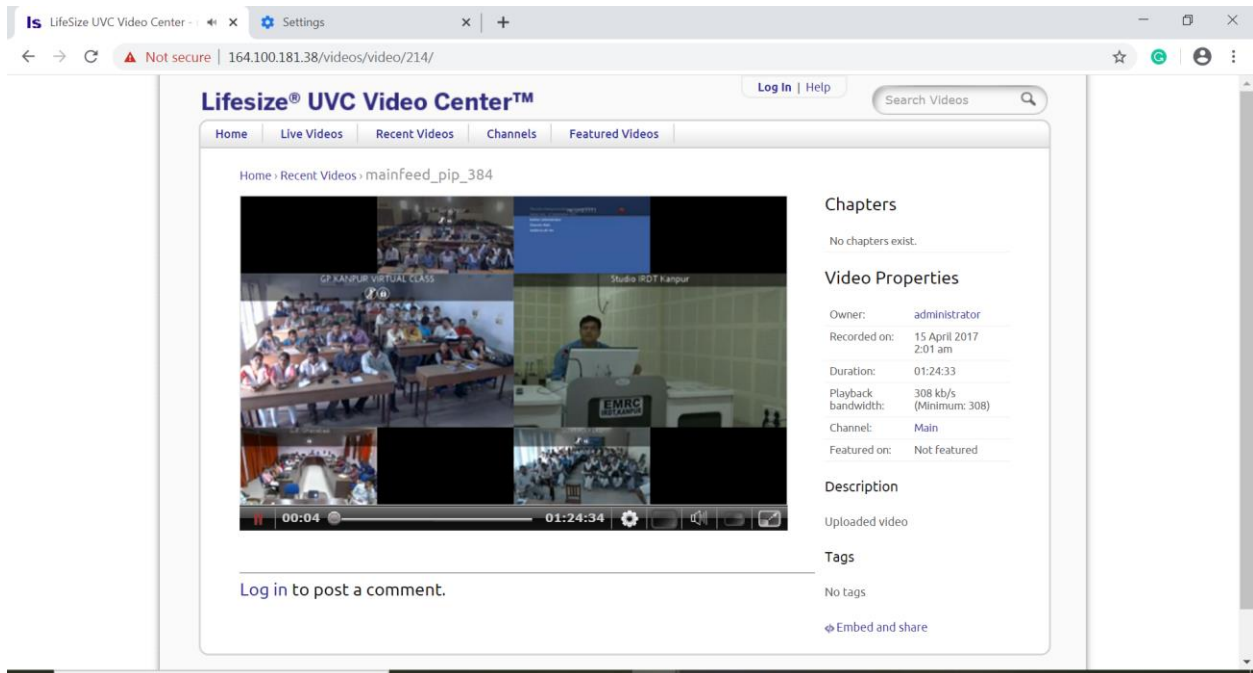 LifeSize UVC Video Center -
Settings
Not secure | 164.100.181.38/videos/video/214/
Log In | Help
Lifesize® UVC Video Center™
Search Videos
Home
Live Videos
Recent Videos
Channels
Featured Videos
Home › Recent Videos › mainfeed_pip_384
GP KANPUR VIRTUAL CLASS
Studio IRDT Kanpur
EMRC
IRDT, KANPUR
00:04
01:24:34
Log in to post a comment.
Chapters
No chapters exist.
Video Properties
Owner: administrator
Recorded on: 15 April 2017
2:01 am
Duration: 01:24:33
Playback
bandwidth: 308 kb/s
(Minimum: 308)
Channel: Main
Featured on: Not featured
Description
Uploaded video
Tags
No tags
Embed and share